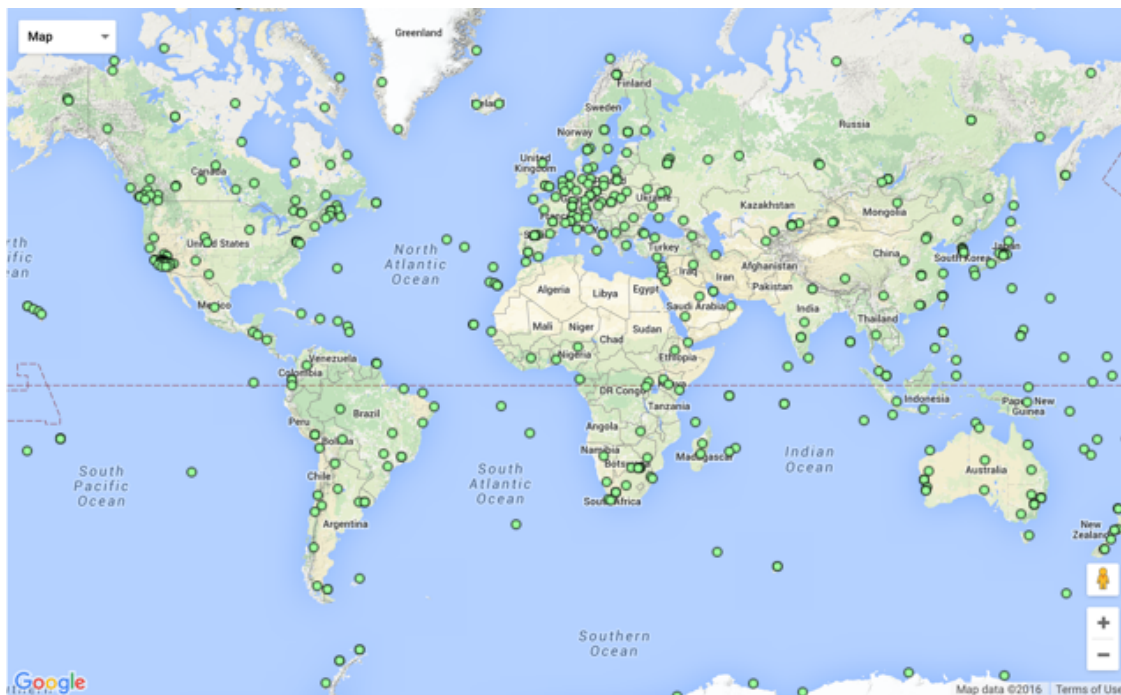 Map
Greenland
Finland
Sweden
Norway
Russia
United
Kingdom
Canada
Ukraine
Kazakhstan
Mongolia
United States
North
Atlantic
Ocean
Turkey
China
Japan
South Korea
Iraq
Iran
Afghanistan
Pakistan
Algeria
Libya
Egypt
Saudi Arabia
Mexico
India
Thailand
Mali
Niger
Sudan
Chad
Nigeria
Ethiopia
Venezuela
Colombia
DR Congo
Indonesia
Papua New
Guinea
Tanzania
Brazil
Peru
Angola
Namibia
Madagascar
Indian
Ocean
Australia
South
Pacific
Ocean
Chile
South
Atlantic
Ocean
South Africa
Argentina
New
Zealand
Southern
Ocean
Google
Map data ©2016
Terms of Use